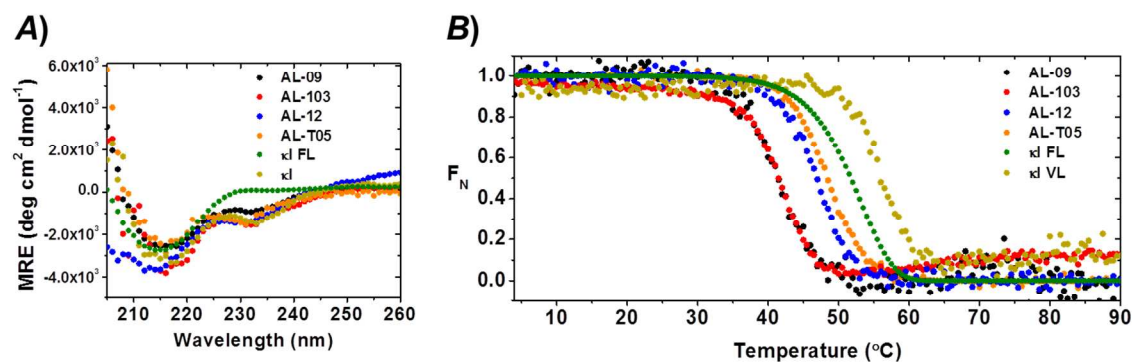 A)
MRE (deg cm² dmol⁻¹)
6.0x10³
4.0x10³
2.0x10³
0.0
-2.0x10³
-4.0x10³
AL-09
AL-103
AL-12
AL-T05
κI FL
κI
210 220 230 240 250 260
Wavelength (nm)
B)
F_N
1.0
0.8
0.6
0.4
0.2
0.0
AL-09
AL-103
AL-12
AL-T05
κI FL
κI VL
10 20 30 40 50 60 70 80 90
Temperature (°C)